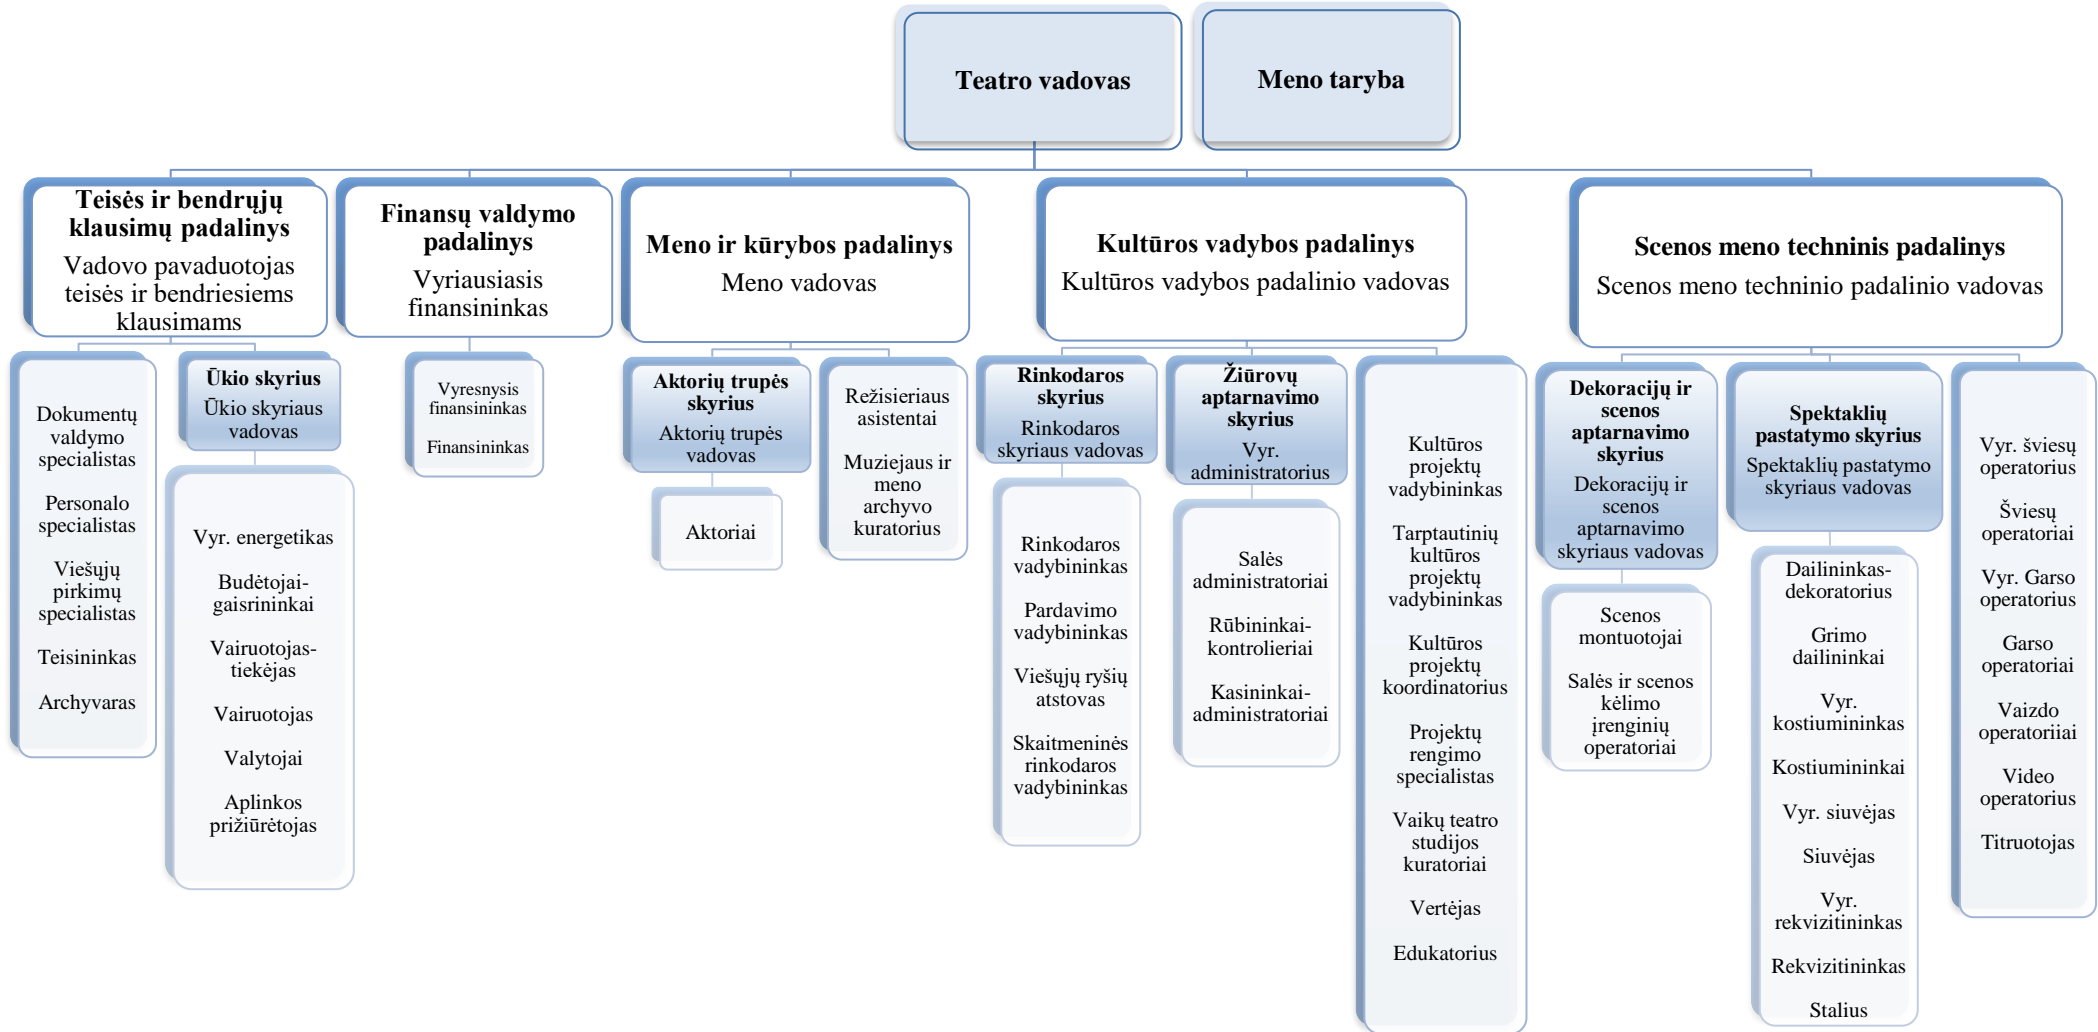 Teatro vadovas
Meno taryba
Teisės ir bendrųjų
klausimų padalinys
Vadovo pavaduotojas
teisės ir bendriesiems
klausimams
Finansų valdymo
padalinys
Vyriausiasis
finansininkas
Meno ir kūrybos padalinys
Meno vadovas
Kultūros vadybos padalinys
Kultūros vadybos padalinio vadovas
Scenos meno techninis padalinys
Scenos meno techninio padalinio vadovas
Dokumentų
valdymo
specialistas
Personalo
specialistas
Viešųjų
pirkimų
specialistas
Teisininkas
Archyvaras
Ūkio skyrius
Ūkio skyriaus
vadovas
Vyr. energetikas
Budėtojai-
gaisrininkai
Vairuotojas-
tiekėjas
Vairuotojas
Valytojai
Aplinkos
prižiūrėtojas
Vyresnysis
finansininkas
Finansininkas
Aktorių trupės
skyrius
Aktorių trupės
vadovas
Aktoriai
Režisieriaus
asistentai
Muziejaus ir
meno
archyvo
kuratorius
Rinkodaros
skyrius
Rinkodaros
skyriaus vadovas
Rinkodaros
vadybininkas
Pardavimo
vadybininkas
Viešųjų ryšių
atstovas
Skaitmeninės
rinkodaros
vadybininkas
Žiūrovų
aptarnavimo
skyrius
Vyr.
administratorius
Salės
administratoriai
Rūbininkai-
kontrolieriai
Kasininkai-
administratoriai
Kultūros
projektų
vadybininkas
Tarptautinių
kultūros
projektų
vadybininkas
Kultūros
projektų
koordinatorius
Projektų
rengimo
specialistas
Vaikų teatro
studijos
kuratoriai
Vertėjas
Edukatorius
Dekoracijų ir
scenos
aptarnavimo
skyrius
Dekoracijų ir
scenos
aptarnavimo
skyriaus vadovas
Scenos
montuotojai
Salės ir scenos
kėlimo
įrenginių
operatoriai
Spektaklių
pastatymo skyrius
Spektaklių pastatymo
skyriaus vadovas
Dailininkas-
dekoratorius
Grimo
dailininkai
Vyr.
kostiumininkas
Kostiumininkai
Vyr. siuvėjas
Siuvėjas
Vyr.
rekvizitininkas
Rekvizitininkas
Stalius
Vyr. šviesų
operatorius
Šviesų
operatoriai
Vyr. Garso
operatorius
Garso
operatoriai
Vaizdo
operatoriiai
Video
operatorius
Titruotojas